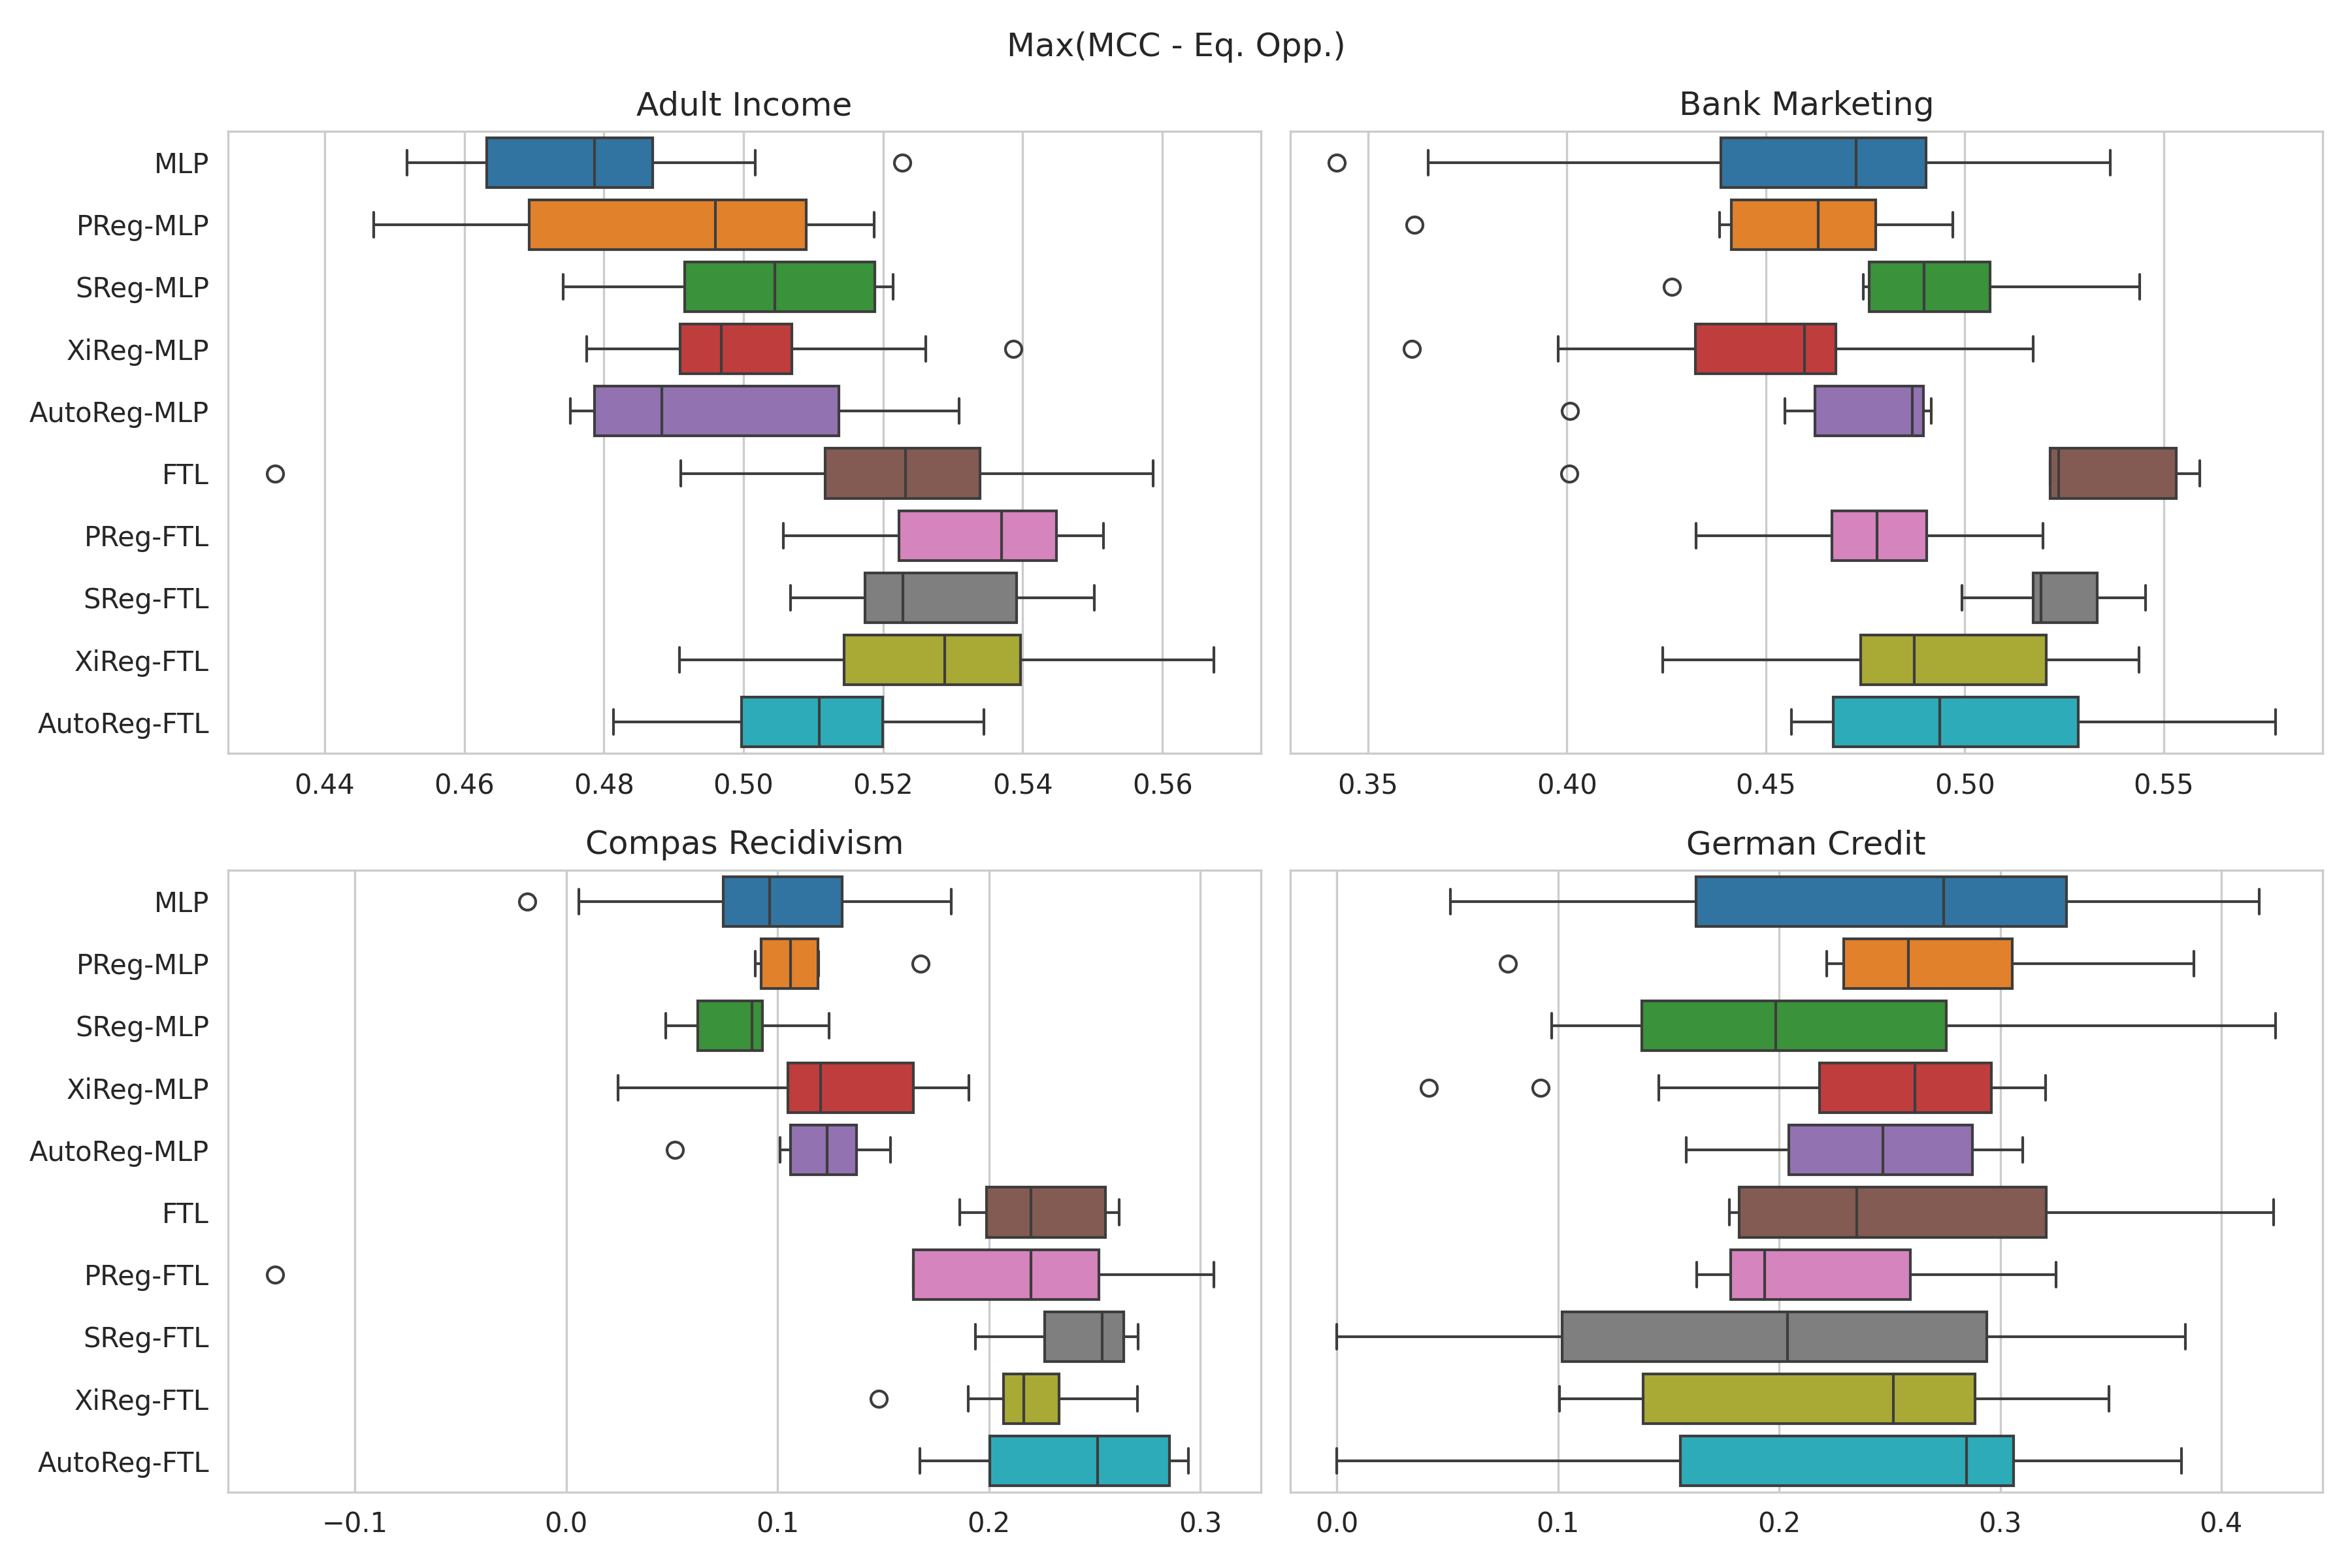 Max(MCC - Eq. Opp.)
Adult Income
Bank Marketing
MLP
PReg-MLP
SReg-MLP
XiReg-MLP
AutoReg-MLP
FTL
PReg-FTL
SReg-FTL
XiReg-FTL
AutoReg-FTL
0.44 0.46 0.48 0.50 0.52 0.54 0.56
0.35 0.40 0.45 0.50 0.55
Compas Recidivism
German Credit
MLP
PReg-MLP
SReg-MLP
XiReg-MLP
AutoReg-MLP
FTL
PReg-FTL
SReg-FTL
XiReg-FTL
AutoReg-FTL
−0.1 0.0 0.1 0.2 0.3
0.0 0.1 0.2 0.3 0.4